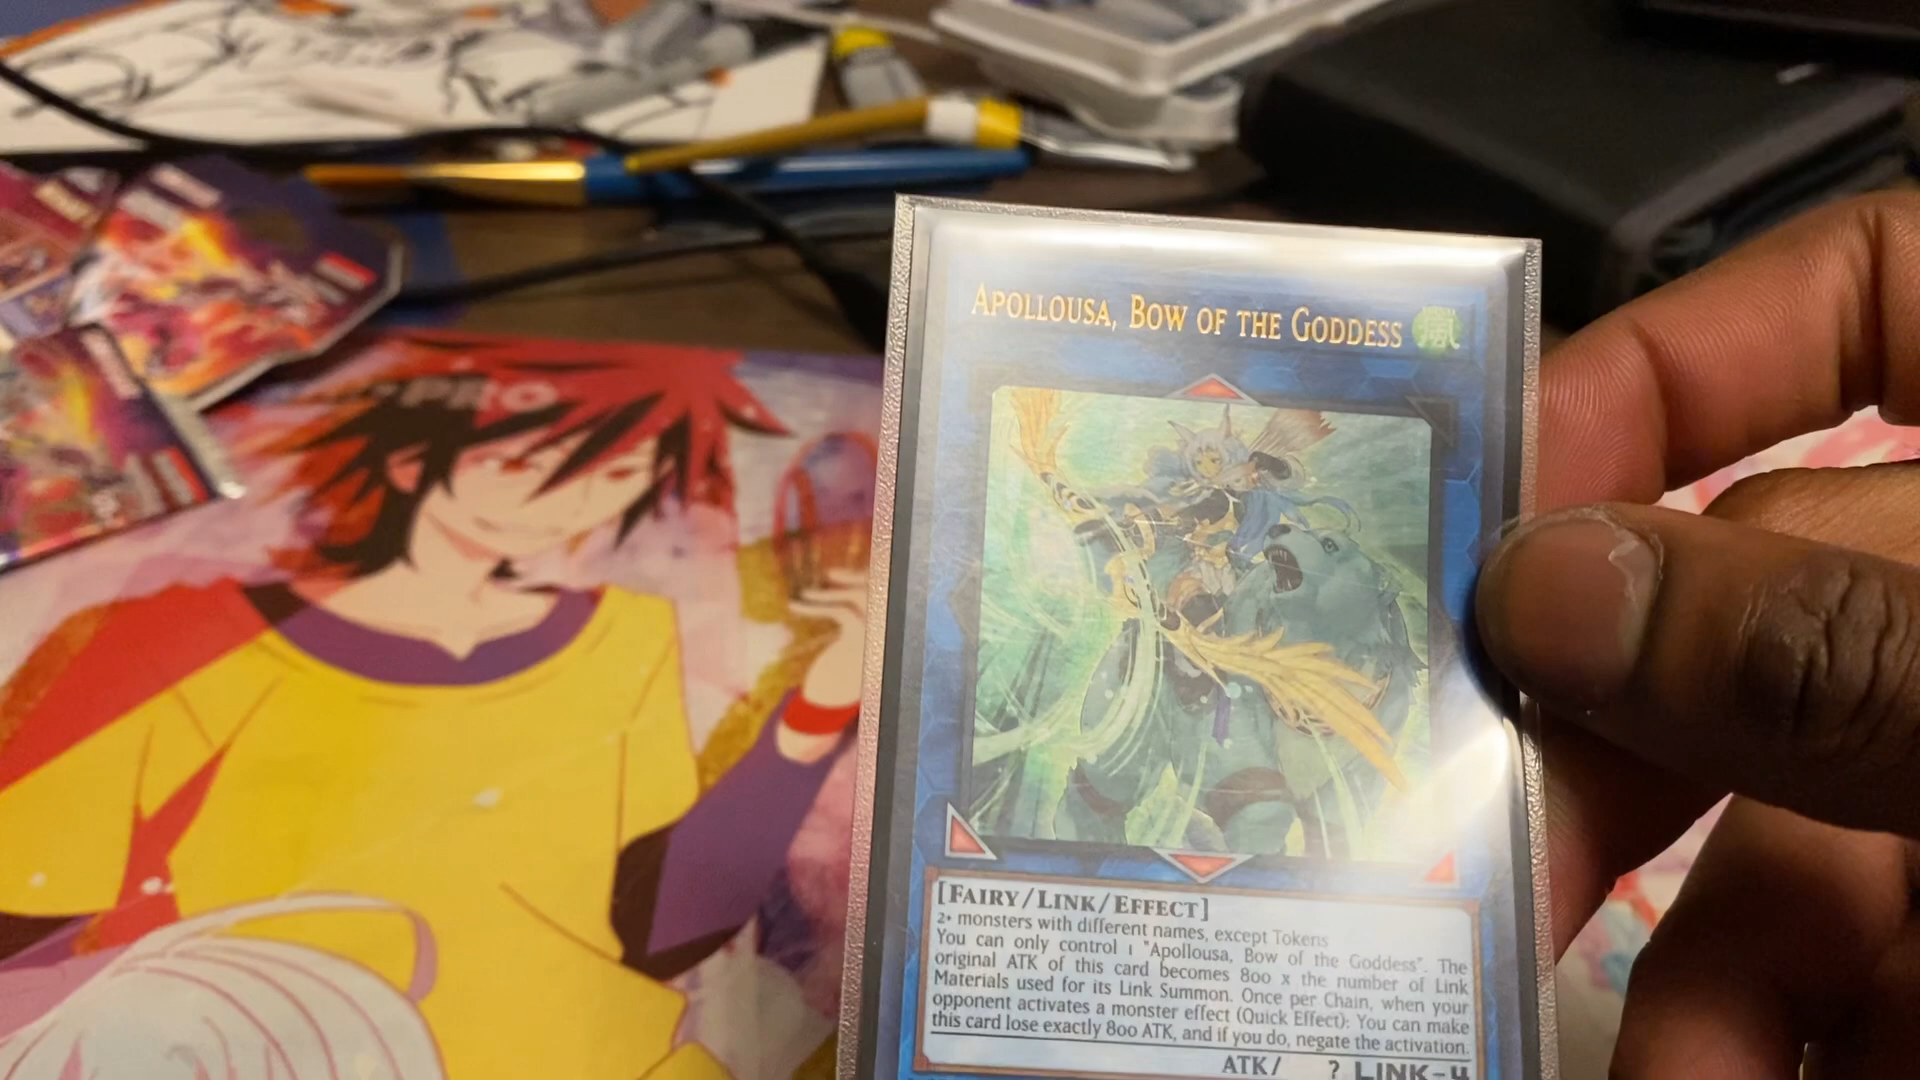 PRO
APOLLOUSA, BOW OF THE GODDESS 風
[FAIRY/LINK/EFFECT]
2+ monsters with different names, except Tokens
You can only control 1 "Apollousa, Bow of the Goddess". The
original ATK of this card becomes 800 x the number of Link
Materials used for its Link Summon. Once per Chain, when your
opponent activates a monster effect (Quick Effect): You can make
this card lose exactly 800 ATK, and if you do, negate the activation.
ATK/ ? LINK-4